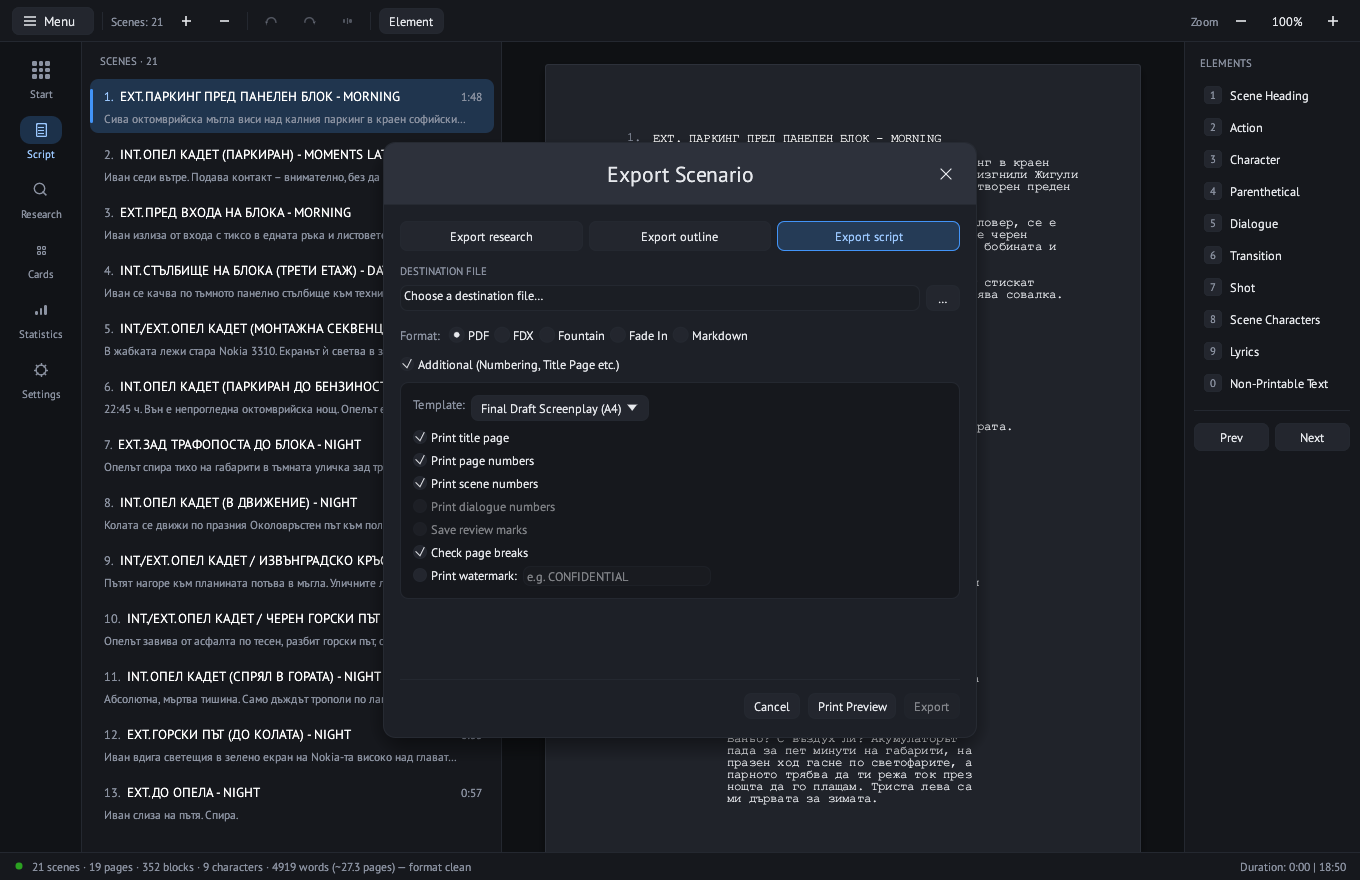 Menu
Scenes: 21
Element
Zoom
100%
Start
Script
Research
Cards
Statistics
Settings
SCENES · 21
1. EXT.ПАРКИНГ ПРЕД ПАНЕЛЕН БЛОК - MORNING 1:48
Сива октомврийска мъгла виси над калния паркинг в краен софийски...
2. INT.ОПЕЛ КАДЕТ (ПАРКИРАН) - MOMENTS
Иван седи вътре. Подава контакт – внимателно, без да
3. EXT.ПРЕД ВХОДА НА БЛОКА - MORNING
Иван излиза от входа с тиксо в едната ръка и листовете
4. INT.СТЪЛБИЩЕ НА БЛОКА (ТРЕТИ ЕТАЖ) -
Иван се качва по тъмното панелно стълбище към
5. INT./EXT.ОПЕЛ КАДЕТ (МОНТАЖНА
В жабката лежи стара Nokia 3310. Екранът ѝ светва в
6. INT.ОПЕЛ КАДЕТ (ПАРКИРАН ДО
22:45 ч. Вън е непрогледна октомврийска нощ. Опелът
7. EXT.ЗАД ТРАФОПОСТА ДО БЛОКА - NIGHT
Опелът спира тихо на габарити в тъмната уличка зад
8. INT.ОПЕЛ КАДЕТ (В ДВИЖЕНИЕ) - NIGHT
Колата се движи по празния Околовръстен път към
9. INT./EXT.ОПЕЛ КАДЕТ / ИЗВЪНГРАДСКО
Пътят нагоре към планината потъва в мъгла. Уличните
10. INT./EXT.ОПЕЛ КАДЕТ / ЧЕРЕН ГОРСКИ ПЪТ
Опелът завива от асфалта по тесен, разбит горски път,
11. INT.ОПЕЛ КАДЕТ (СПРЯЛ В ГОРАТА) - NIGHT
Абсолютна, мъртва тишина. Само дъждът трополи по
12. EXT.ГОРСКИ ПЪТ (ДО КОЛАТА) - NIGHT
Иван вдига светещия в зелено екран на Nokia-та високо над глават...
13. EXT.ДО ОПЕЛА - NIGHT 0:57
Иван слиза на пътя. Спира.
1. EXT. ПАРКИНГ ПРЕД ПАНЕЛЕН БЛОК - MORNING
в краен
изгнили Жигули
преден
се е
черен
бобината и
стискат
совалка.
Export Scenario
Export research
Export outline
Export script
DESTINATION FILE
Choose a destination file...
...
Format: PDF FDX Fountain Fade In Markdown
Additional (Numbering, Title Page etc.)
Template: Final Draft Screenplay (A4)
Print title page
Print page numbers
Print scene numbers
Print dialogue numbers
Save review marks
Check page breaks
Print watermark: e.g. CONFIDENTIAL
Cancel
Print Preview
Export
Ваньо? С въздух ли? Акумулаторът
пада за пет минути на габарити, на
празен ход гасне по светофарите, а
парното трябва да ти режа ток през
нощта да го плащам. Триста лева са
ми дървата за зимата.
ELEMENTS
1 Scene Heading
2 Action
3 Character
4 Parenthetical
5 Dialogue
6 Transition
7 Shot
8 Scene Characters
9 Lyrics
0 Non-Printable Text
Prev
Next
21 scenes · 19 pages · 352 blocks · 9 characters · 4919 words (~27.3 pages) — format clean
Duration: 0:00 | 18:50